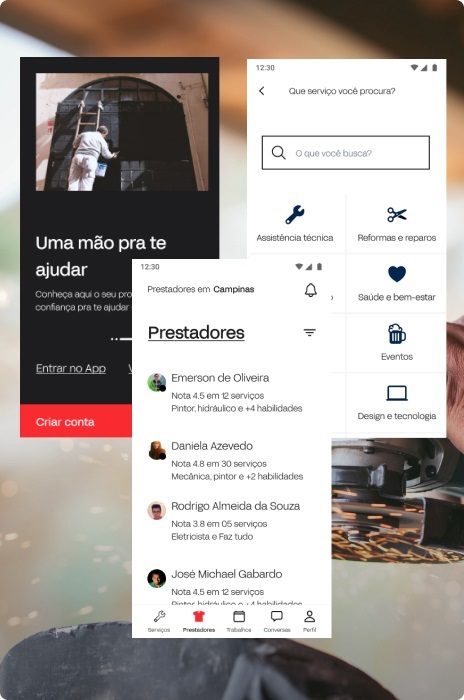 Uma mão pra te
ajudar
Conheça aqui o seu
confiança pra te ajudar
Entrar no App
Criar conta
12:30
Que serviço você procura?
O que você busca?
Assistência técnica
Reformas e reparos
Saúde e bem-estar
Eventos
Design e tecnologia
12:30
Prestadores em Campinas
Prestadores
Emerson de Oliveira
Nota 4.5 em 12 serviços
Pintor, hidráulico e +4 habilidades
Daniela Azevedo
Nota 4.8 em 30 serviços
Mecânica, pintor e +2 habilidades
Rodrigo Almeida da Souza
Nota 3.8 em 05 serviços
Eletricista e Faz tudo
José Michael Gabardo
Nota 4.5 em 12 serviços
Pintor, hidráulico e +4 habilidades
Serviços
Prestadores
Trabalhos
Conversas
Perfil